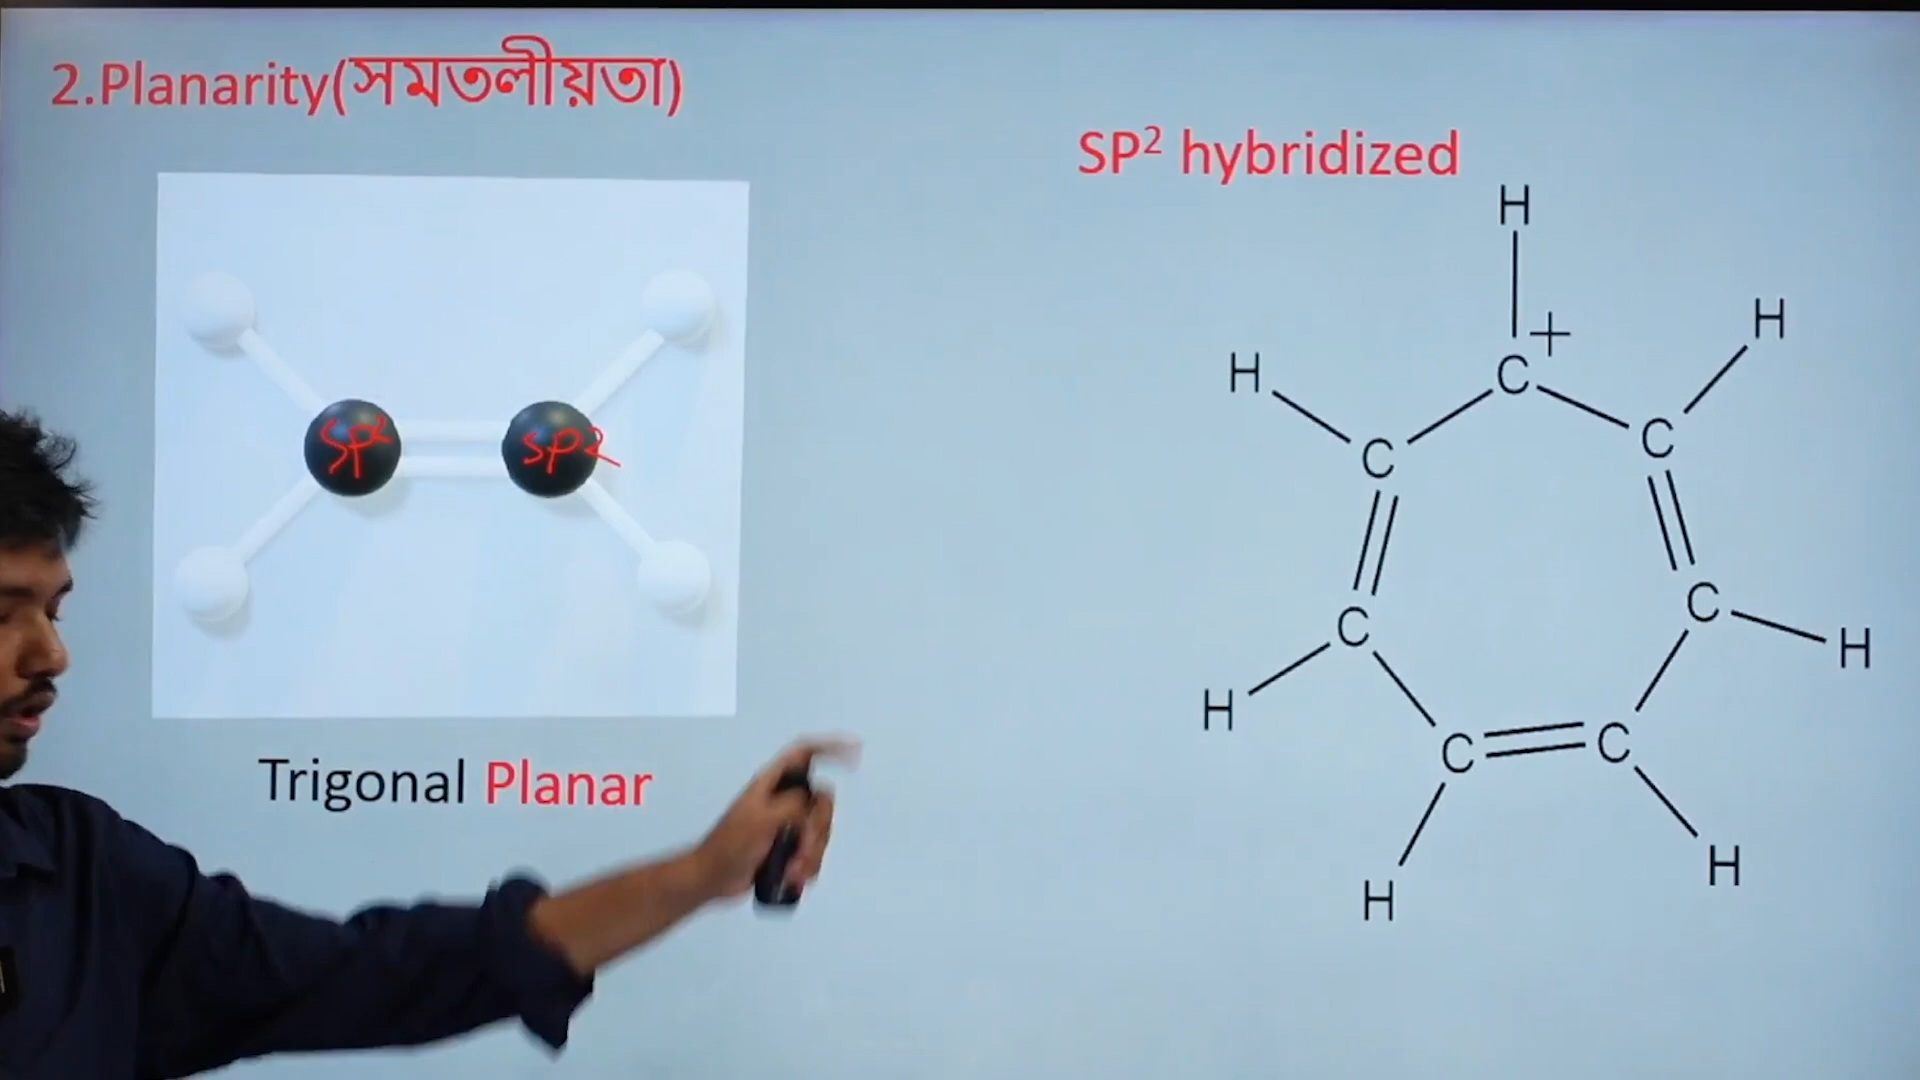 2.Planarity(সমতলীয়তা)
SP² hybridized
SP²
SP2
Trigonal Planar
H
H
H
+
C
C
C
C
C
H
H
C
C
H
H